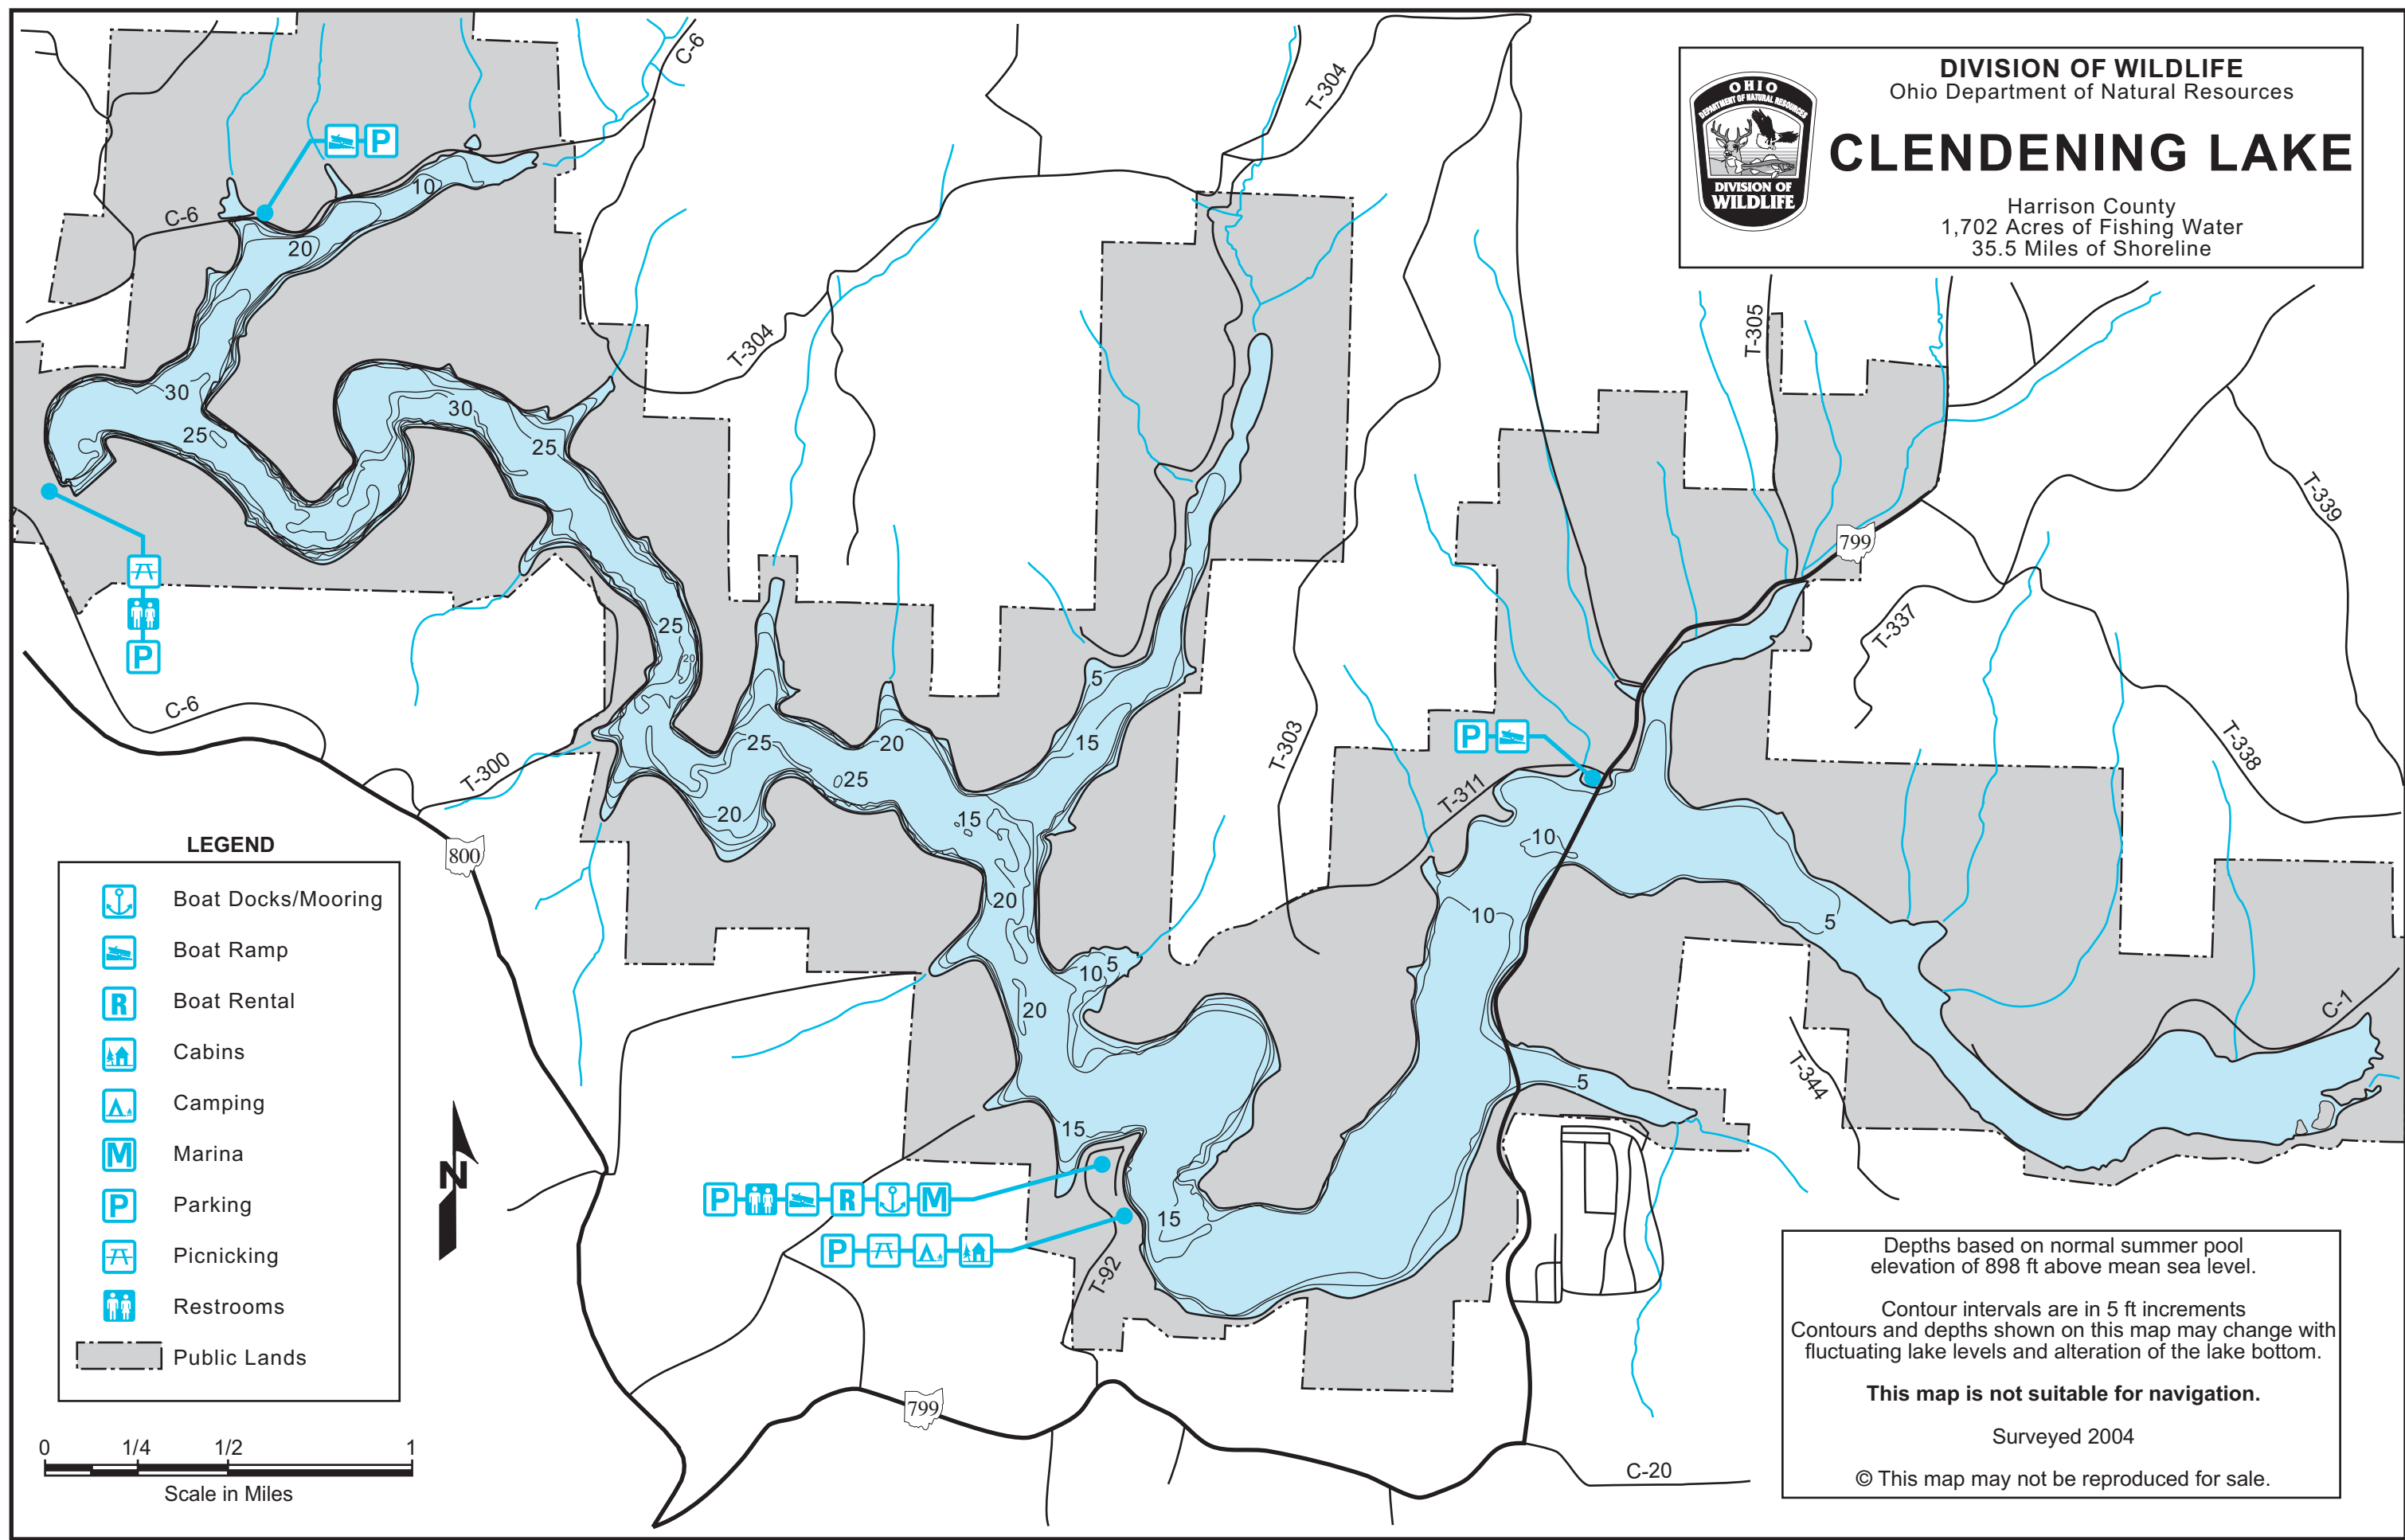 DIVISION OF WILDLIFE
Ohio Department of Natural Resources
CLENDENING LAKE
Harrison County
1,702 Acres of Fishing Water
35.5 Miles of Shoreline
OHIO
DEPARTMENT OF NATURAL RESOURCES
DIVISION OF
WILDLIFE
C-6
T-304
P
10
C-6
20
T-305
T-304
30
30
25
25
T-339
799
P
25
20
T-337
5
C-6
25
20
15
T-303
P
T-338
T-300
25
T-311
20
15
10
800
20
10
5
10
5
20
C-1
5
T-344
15
P
R
M
15
P
T-92
799
C-20
LEGEND
Boat Docks/Mooring
Boat Ramp
R Boat Rental
Cabins
Camping
M Marina
P Parking
Picnicking
Restrooms
Public Lands
N
0 1/4 1/2 1
Scale in Miles
Depths based on normal summer pool
elevation of 898 ft above mean sea level.
Contour intervals are in 5 ft increments
Contours and depths shown on this map may change with
fluctuating lake levels and alteration of the lake bottom.
This map is not suitable for navigation.
Surveyed 2004
© This map may not be reproduced for sale.